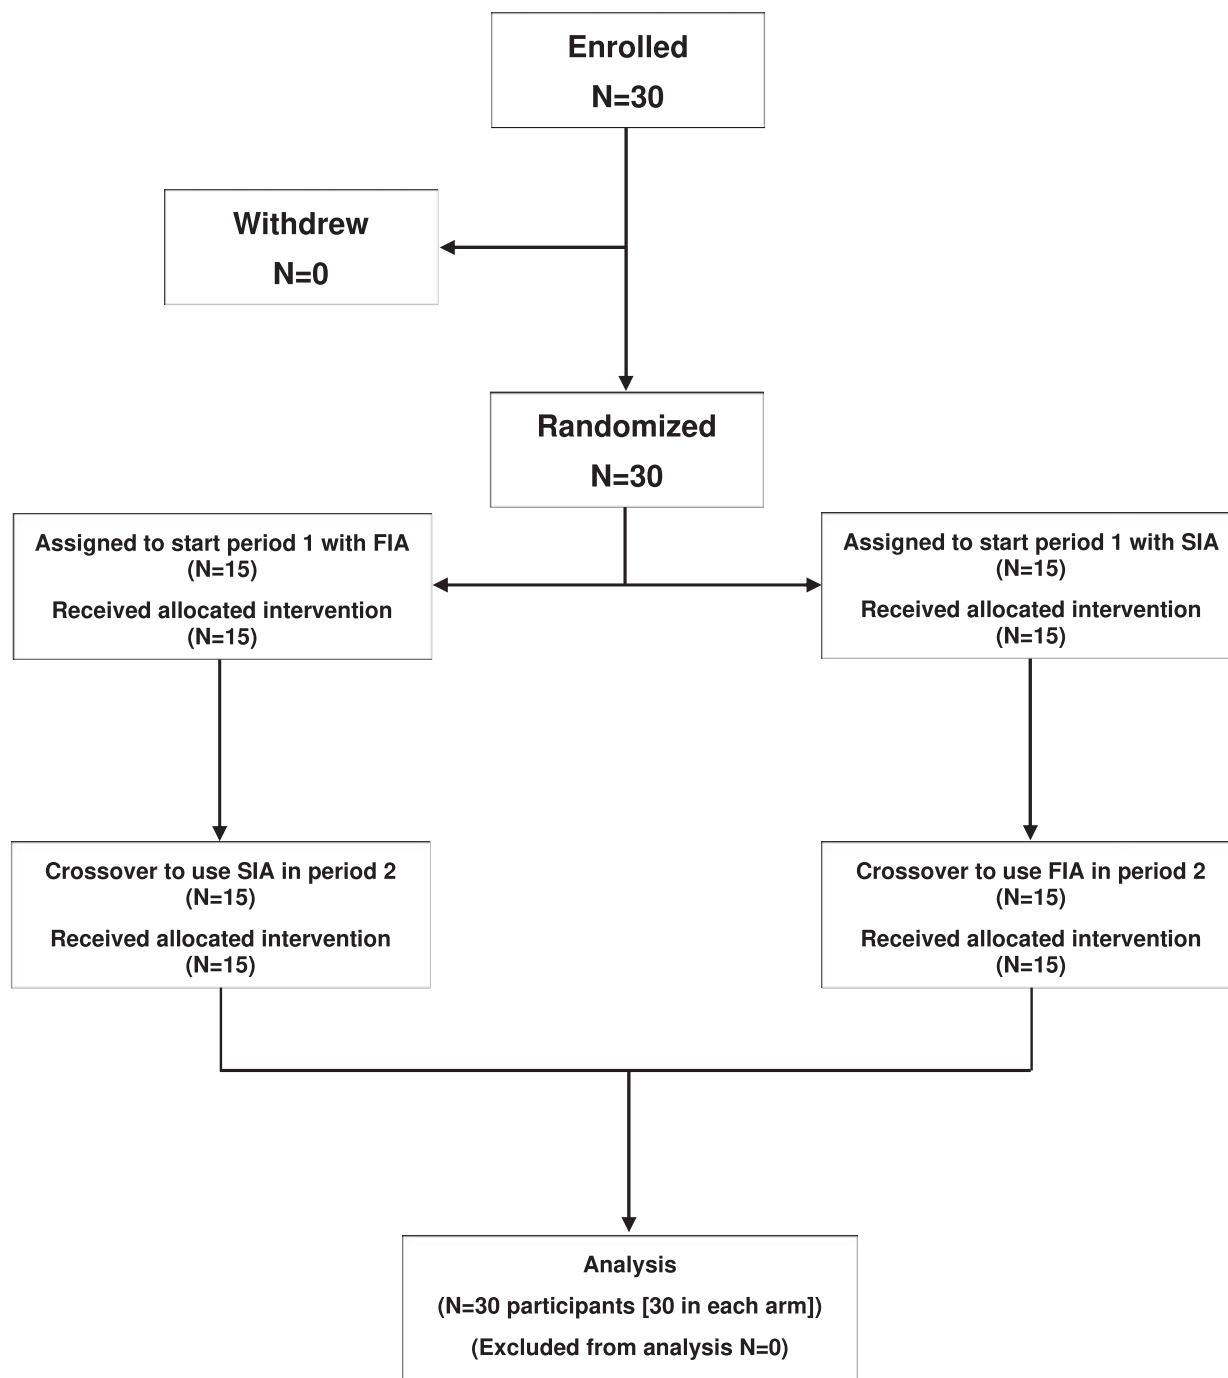 Enrolled
N=30
Withdrew
N=0
Randomized
N=30
Assigned to start period 1 with FIA
(N=15)
Received allocated intervention
(N=15)
Assigned to start period 1 with SIA
(N=15)
Received allocated intervention
(N=15)
Crossover to use SIA in period 2
(N=15)
Received allocated intervention
(N=15)
Crossover to use FIA in period 2
(N=15)
Received allocated intervention
(N=15)
Analysis
(N=30 participants [30 in each arm])
(Excluded from analysis N=0)